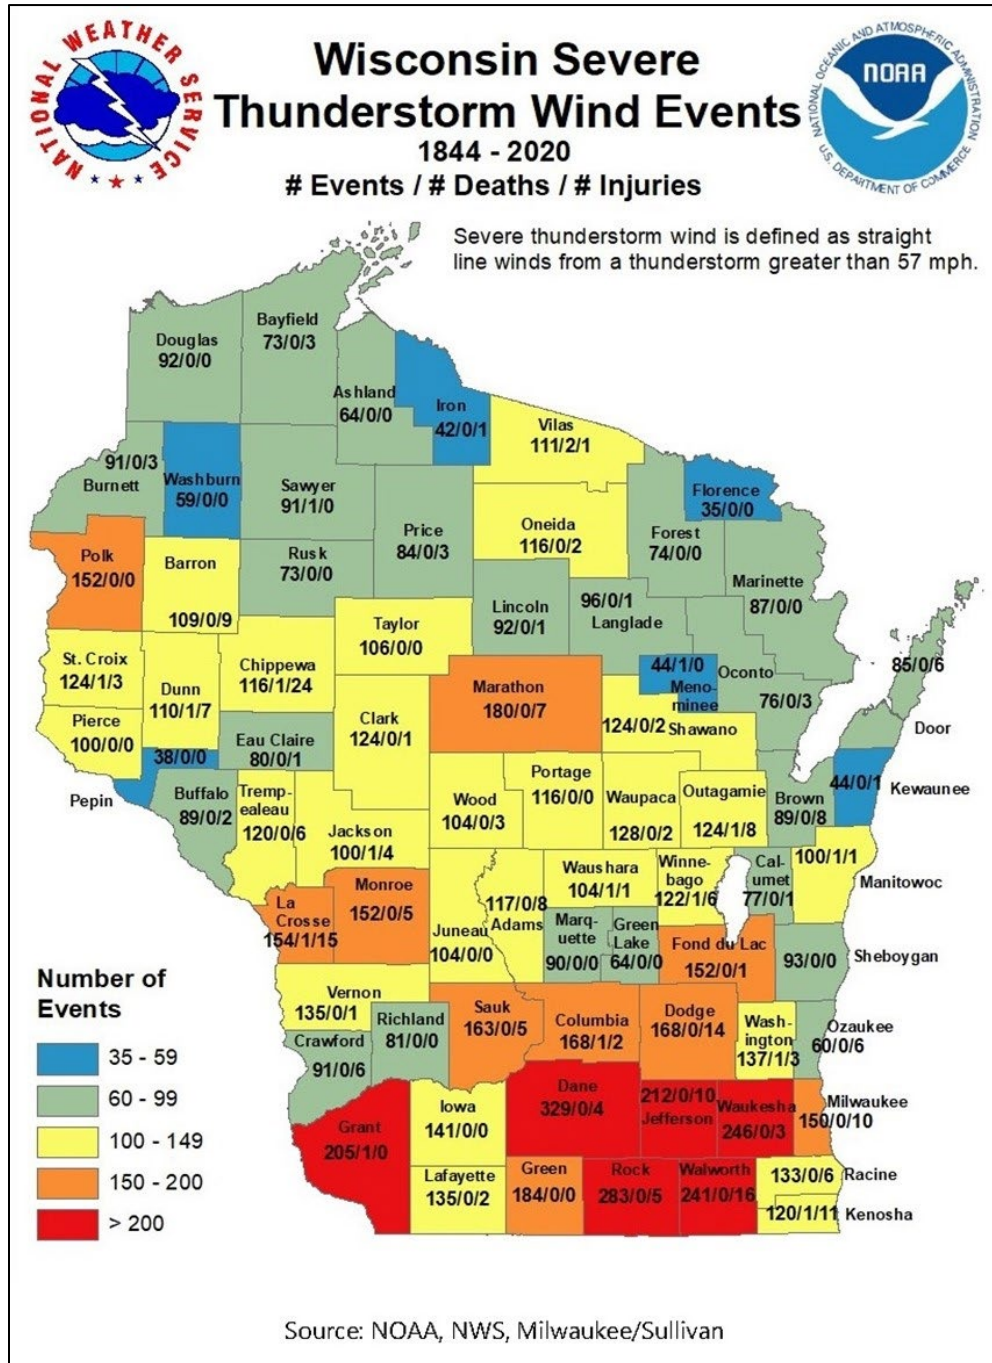 NATIONAL WEATHER SERVICE
NATIONAL OCEANIC AND ATMOSPHERIC ADMINISTRATION
NOAA
U.S. DEPARTMENT OF COMMERCE
Wisconsin Severe
Thunderstorm Wind Events
1844 - 2020
# Events / # Deaths / # Injuries
Severe thunderstorm wind is defined as straight
line winds from a thunderstorm greater than 57 mph.
Douglas
92/0/0
Bayfield
73/0/3
Ashland
64/0/0
Iron
42/0/1
Vilas
111/2/1
91/0/3
Burnett
Washburn
59/0/0
Sawyer
91/1/0
Price
84/0/3
Oneida
116/0/2
Florence
35/0/0
Forest
74/0/0
Marinette
87/0/0
Polk
152/0/0
Barron
109/0/9
Rusk
73/0/0
Lincoln
92/0/1
96/0/1
Langlade
Taylor
106/0/0
St. Croix
124/1/3
Dunn
110/1/7
Chippewa
116/1/24
Clark
124/0/1
Marathon
180/0/7
44/1/0
Meno-
minee
Oconto
76/0/3
85/0/6
Door
Pierce
100/0/0
38/0/0
Pepin
Eau Claire
80/0/1
124/0/2
Shawano
Buffalo
89/0/2
Tremp-
ealeau
120/0/6
Jackson
100/1/4
Wood
104/0/3
Portage
116/0/0
Waupaca
128/0/2
Outagamie
124/1/8
Brown
89/0/8
44/0/1
Kewaunee
La
Crosse
154/1/15
Monroe
152/0/5
Juneau
104/0/0
117/0/8
Adams
Waushara
104/1/1
Winne-
bago
122/1/6
Cal-
umet
77/0/1
100/1/1
Manitowoc
Marq-
uette
90/0/0
Green
Lake
64/0/0
Fond du Lac
152/0/1
93/0/0
Sheboygan
Vernon
135/0/1
Richland
81/0/0
Crawford
91/0/6
Sauk
163/0/5
Columbia
168/1/2
Dodge
168/0/14
Wash-
ington
137/1/3
Ozaukee
60/0/6
Grant
205/1/0
Iowa
141/0/0
Dane
329/0/4
212/0/10
Jefferson
Waukesha
246/0/3
Milwaukee
150/0/10
Lafayette
135/0/2
Green
184/0/0
Rock
283/0/5
Walworth
241/0/16
133/0/6
Racine
120/1/11
Kenosha
Number of
Events
35 - 59
60 - 99
100 - 149
150 - 200
> 200
Source: NOAA, NWS, Milwaukee/Sullivan